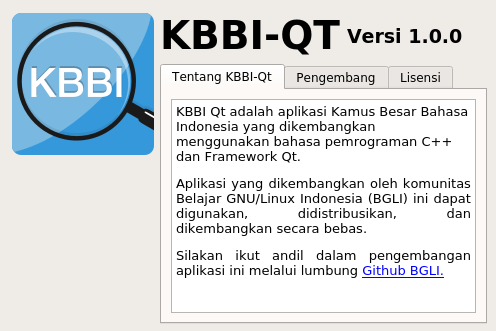 KBBI
KBBI-QT Versi 1.0.0
Tentang KBBI-Qt Pengembang Lisensi
KBBI Qt adalah aplikasi Kamus Besar Bahasa
Indonesia yang dikembangkan
menggunakan bahasa pemrograman C++
dan Framework Qt.
Aplikasi yang dikembangkan oleh komunitas
Belajar GNU/Linux Indonesia (BGLI) ini dapat
digunakan, didistribusikan, dan
dikembangkan secara bebas.
Silakan ikut andil dalam pengembangan
aplikasi ini melalui lumbung Github BGLI.